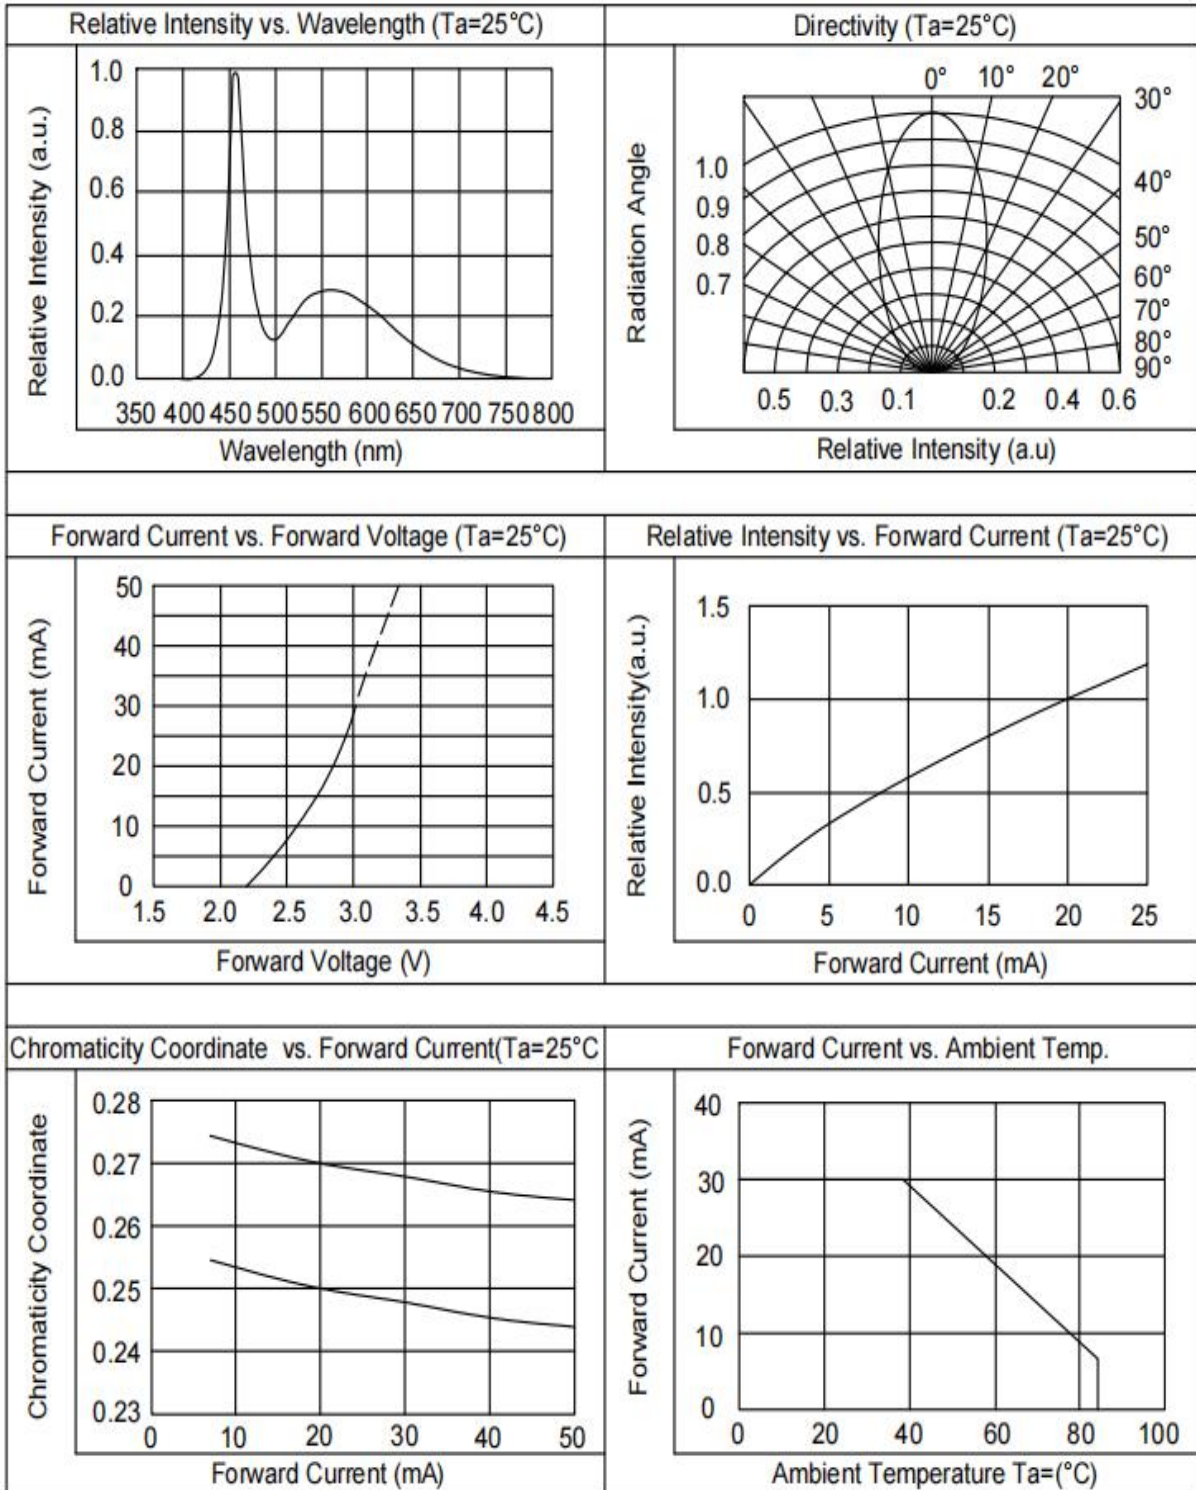 Relative Intensity vs. Wavelength (Ta=25°C)
Relative Intensity (a.u.)
1.0
0.8
0.6
0.4
0.2
0.0
350 400 450 500 550 600 650 700 750 800
Wavelength (nm)
Directivity (Ta=25°C)
Radiation Angle
0° 10° 20°
30°
40°
50°
60°
70°
80°
90°
1.0
0.9
0.8
0.7
0.5 0.3 0.1 0.2 0.4 0.6
Relative Intensity (a.u)
Forward Current vs. Forward Voltage (Ta=25°C)
Forward Current (mA)
50
40
30
20
10
0
1.5 2.0 2.5 3.0 3.5 4.0 4.5
Forward Voltage (V)
Relative Intensity vs. Forward Current (Ta=25°C)
Relative Intensity(a.u.)
1.5
1.0
0.5
0.0
0 5 10 15 20 25
Forward Current (mA)
Chromaticity Coordinate vs. Forward Current(Ta=25°C
Chromaticity Coordinate
0.28
0.27
0.26
0.25
0.24
0.23
0 10 20 30 40 50
Forward Current (mA)
Forward Current vs. Ambient Temp.
Forward Current (mA)
40
30
20
10
0
0 20 40 60 80 100
Ambient Temperature Ta=(°C)